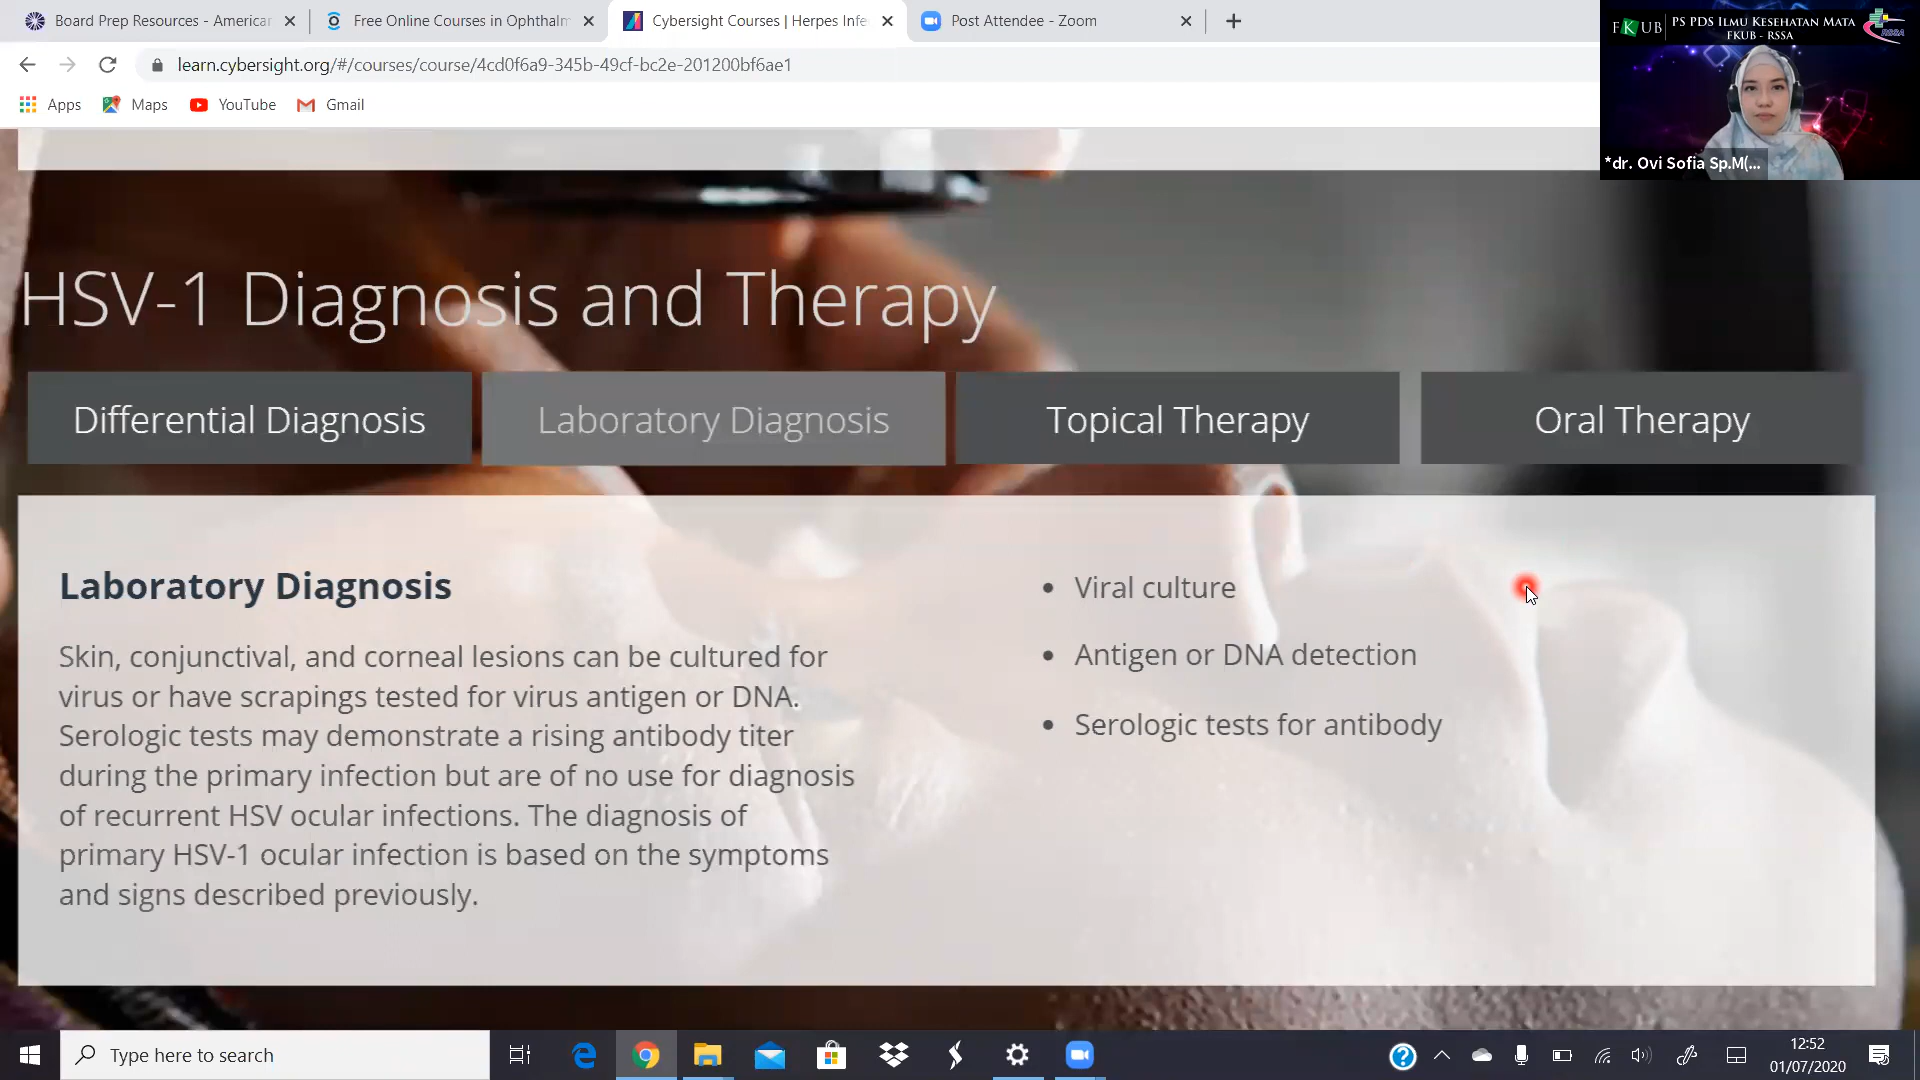 Board Prep Resources - American
Free Online Courses in Ophthalm
Cybersight Courses | Herpes Infe
Post Attendee - Zoom
learn.cybersight.org/#/courses/course/4cd0f6a9-345b-49cf-bc2e-201200bf6ae1
Apps
Maps
YouTube
Gmail
FKUB
PS PDS Ilmu Kesehatan Mata
FKUB - RSSA
RSSA
*dr. Ovi Sofia Sp.M(...
HSV-1 Diagnosis and Therapy
Differential Diagnosis
Laboratory Diagnosis
Topical Therapy
Oral Therapy
Laboratory Diagnosis
Skin, conjunctival, and corneal lesions can be cultured for
virus or have scrapings tested for virus antigen or DNA.
Serologic tests may demonstrate a rising antibody titer
during the primary infection but are of no use for diagnosis
of recurrent HSV ocular infections. The diagnosis of
primary HSV-1 ocular infection is based on the symptoms
and signs described previously.
• Viral culture
• Antigen or DNA detection
• Serologic tests for antibody
Type here to search
12:52
01/07/2020